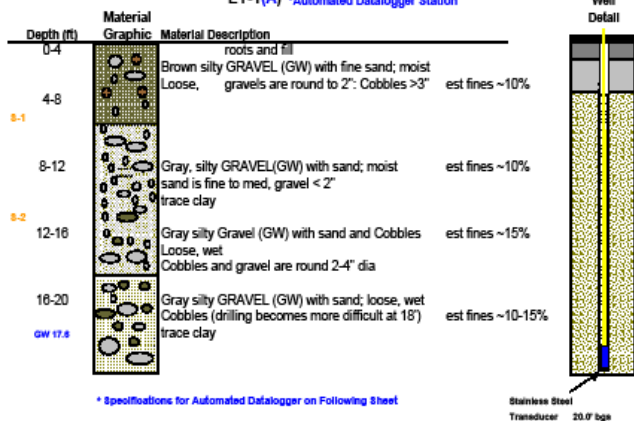 (A) *Automated Datalogger Station
Well
Detail
Material
Depth (ft) Graphic Material Description
0-4 roots and fill
Brown silty GRAVEL (GW) with fine sand; moist
4-8 Loose, gravels are round to 2": Cobbles >3" est fines ~10%
S-1
8-12 Gray, silty GRAVEL(GW) with sand; moist est fines ~10%
sand is fine to med, gravel < 2"
trace clay
S-2
12-16 Gray silty Gravel (GW) with sand and Cobbles est fines ~15%
Loose, wet
Cobbles and gravel are round 2-4" dia
16-20 Gray silty GRAVEL (GW) with sand; loose, wet
Cobbles (drilling becomes more difficult at 18') est fines ~10-15%
GW 17.6 trace clay
* Specifications for Automated Datalogger on Following Sheet
Stainless Steel
Transducer 20.0' bgs